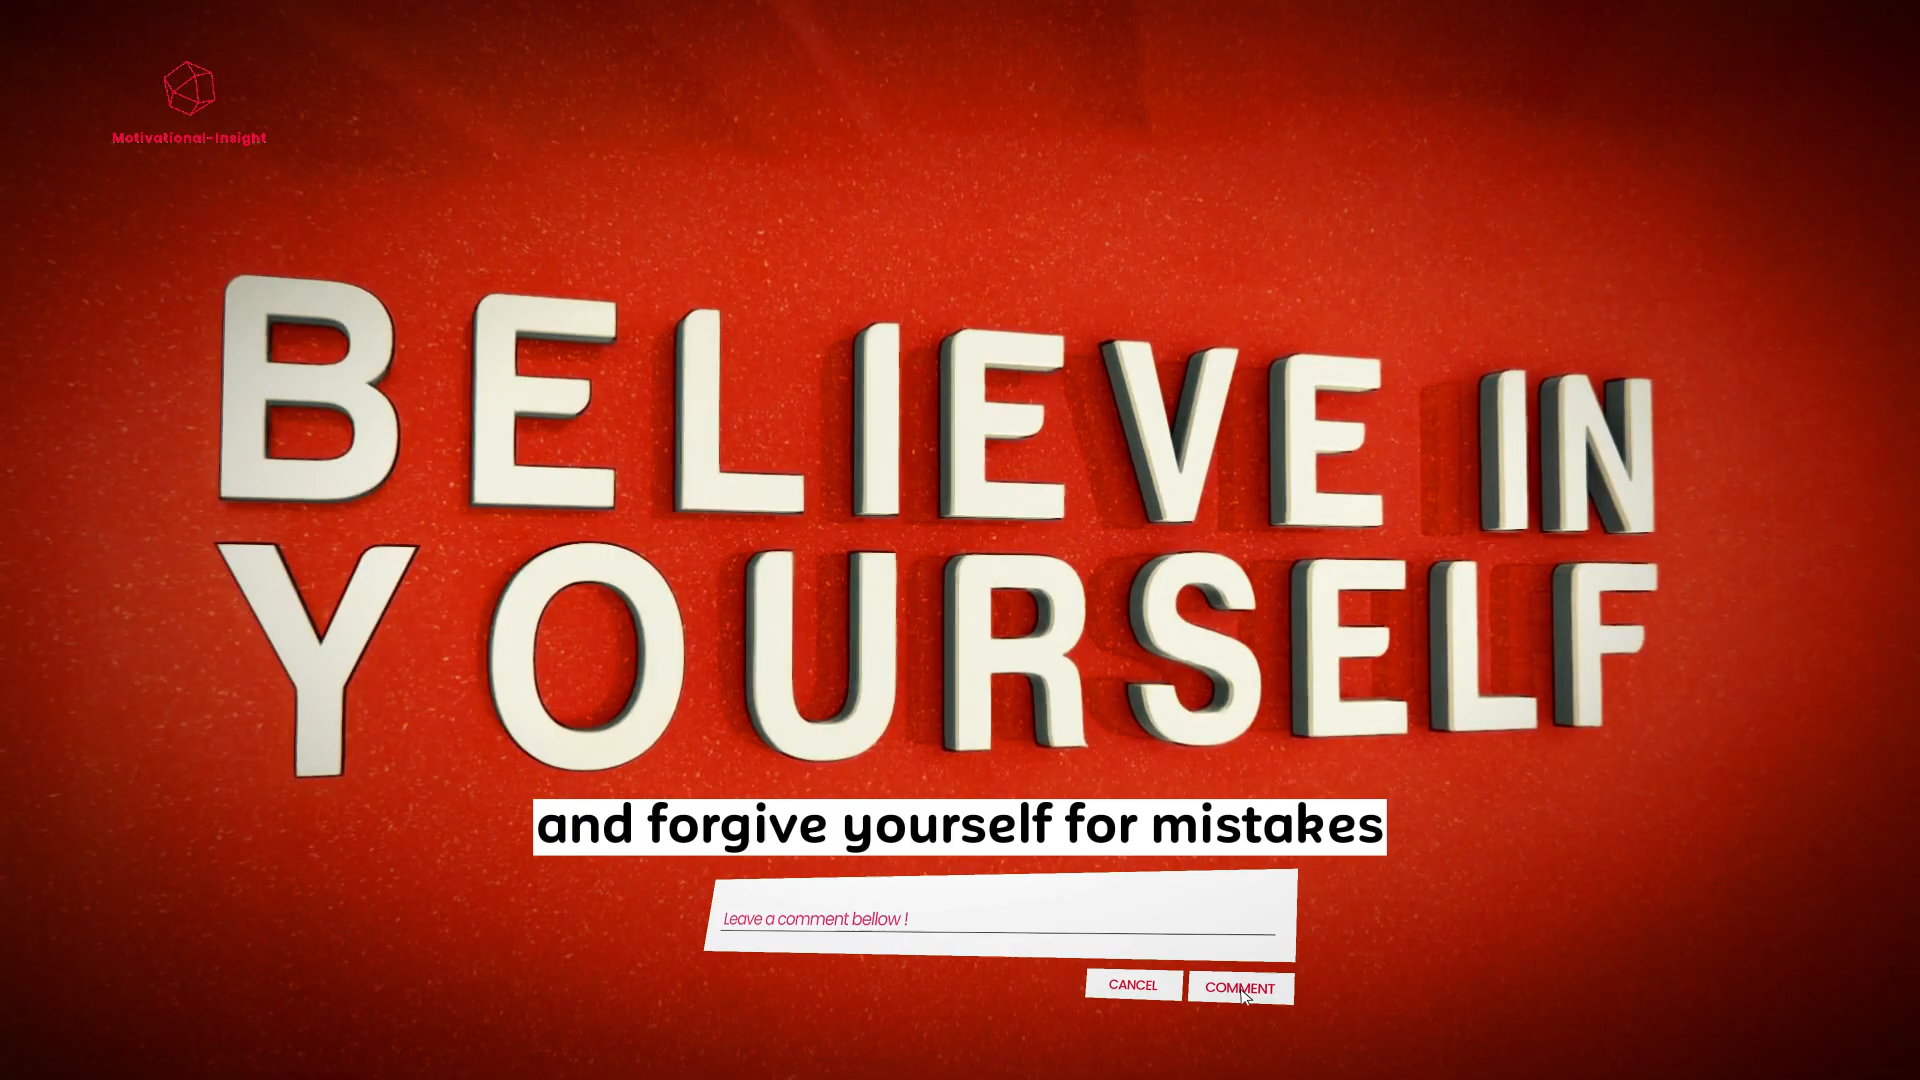 Motivational-Insight
BELIEVE IN
YOURSELF
and forgive yourself for mistakes
Leave a comment bellow !
CANCEL
COMMENT